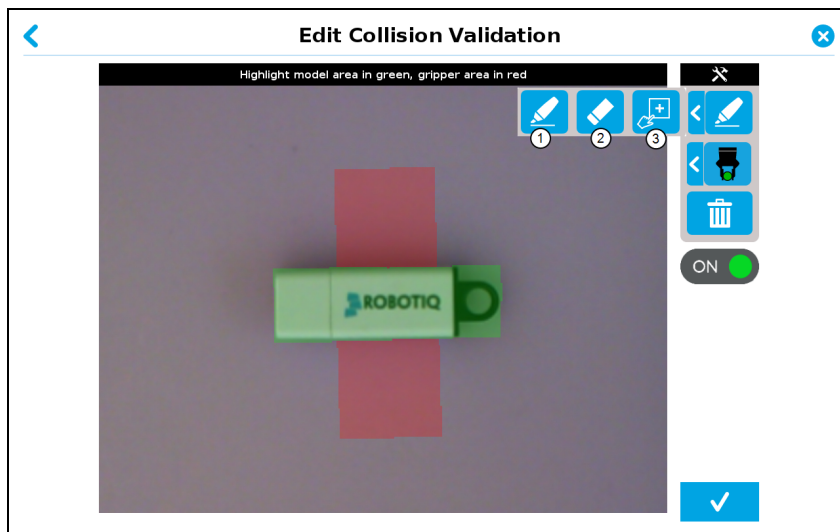 Edit Collision Validation
Highlight model area in green, gripper area in red
1 2 3
ROBOTIQ
ON